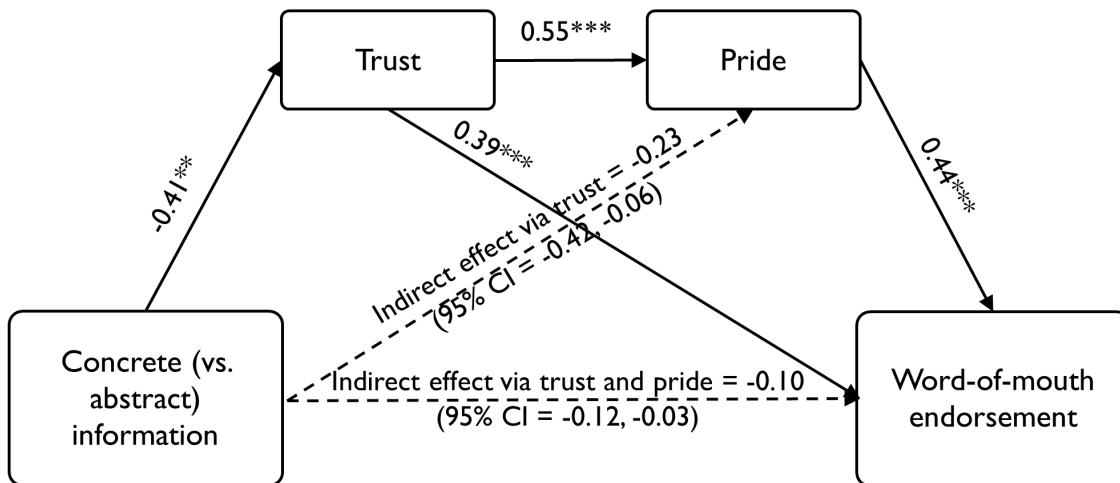 0.55***
Trust
Pride
-0.41**
0.39***
0.44***
Indirect effect via trust = -0.23
(95% CI = -0.42, -0.06)
Concrete (vs.
abstract)
information
Indirect effect via trust and pride = -0.10
(95% CI = -0.12, -0.03)
Word-of-mouth
endorsement